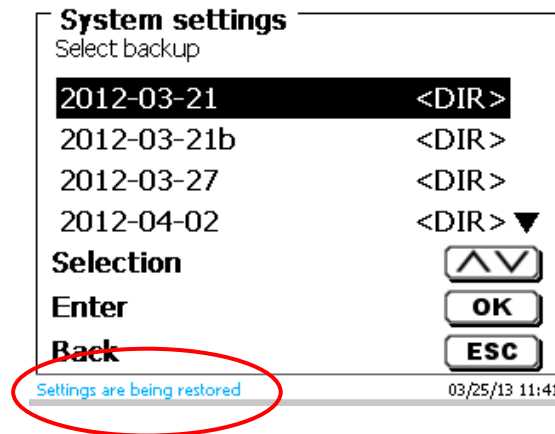 System settings
Select backup
2012-03-21 <DIR>
2012-03-21b <DIR>
2012-03-27 <DIR>
2012-04-02 <DIR>
Selection
Enter OK
Back ESC
Settings are being restored 03/25/13 11:41